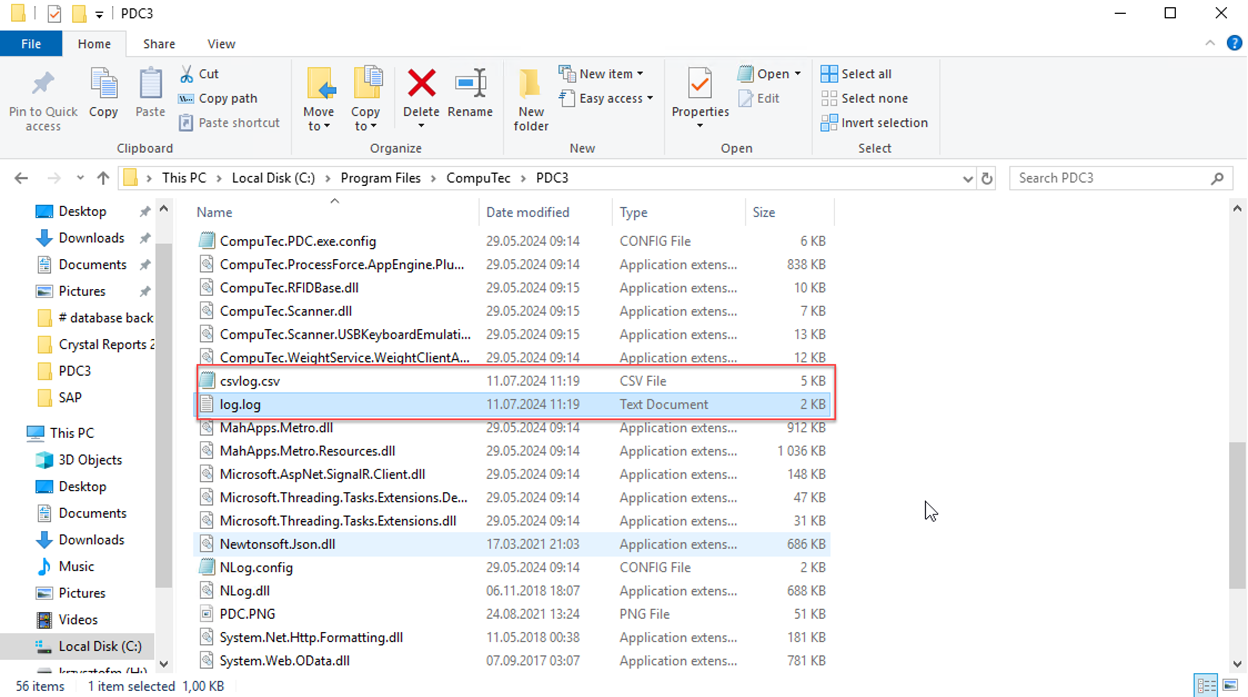 PDC3
File Home Share View
Pin to Quick access
Copy
Paste
Cut
Copy path
Paste shortcut
Clipboard
Move to
Copy to
Delete
Rename
Organize
New folder
New item
Easy access
New
Properties
Open
Edit
Open
Select all
Select none
Invert selection
Select
This PC > Local Disk (C:) > Program Files > CompuTec > PDC3
Search PDC3
Desktop
Downloads
Documents
Pictures
# database back
Crystal Reports 2
PDC3
SAP
This PC
3D Objects
Desktop
Documents
Downloads
Music
Pictures
Videos
Local Disk (C:)
krzysztofm (H:)
Name Date modified Type Size
CompuTec.PDC.exe.config 29.05.2024 09:14 CONFIG File 6 KB
CompuTec.ProcessForce.AppEngine.Plu... 29.05.2024 09:14 Application extens... 838 KB
CompuTec.RFIDBase.dll 29.05.2024 09:15 Application extens... 10 KB
CompuTec.Scanner.dll 29.05.2024 09:15 Application extens... 7 KB
CompuTec.Scanner.USBKeyboardEmulati... 29.05.2024 09:15 Application extens... 13 KB
CompuTec.WeightService.WeightClientA... 29.05.2024 09:14 Application extens... 12 KB
csvlog.csv 11.07.2024 11:19 CSV File 5 KB
log.log 11.07.2024 11:19 Text Document 2 KB
MahApps.Metro.dll 29.05.2024 09:14 Application extens... 912 KB
MahApps.Metro.Resources.dll 29.05.2024 09:14 Application extens... 1 036 KB
Microsoft.AspNet.SignalR.Client.dll 29.05.2024 09:14 Application extens... 148 KB
Microsoft.Threading.Tasks.Extensions.De... 29.05.2024 09:14 Application extens... 47 KB
Microsoft.Threading.Tasks.Extensions.dll 29.05.2024 09:14 Application extens... 31 KB
Newtonsoft.Json.dll 17.03.2021 21:03 Application extens... 686 KB
NLog.config 29.05.2024 09:14 CONFIG File 2 KB
NLog.dll 06.11.2018 18:07 Application extens... 688 KB
PDC.PNG 24.08.2021 13:24 PNG File 51 KB
System.Net.Http.Formatting.dll 11.05.2018 00:38 Application extens... 181 KB
System.Web.OData.dll 07.09.2017 03:07 Application extens... 781 KB
56 items 1 item selected 1,00 KB